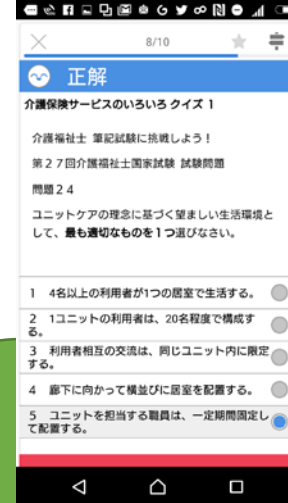 8/10
正解
介護保険サービスのいろいろ クイズ 1
介護福祉士 筆記試験に挑戦しよう！
第２７回介護福祉士国家試験 試験問題
問題２４
ユニットケアの理念に基づく望ましい生活環境と
して、最も適切なものを１つ選びなさい。
1 4名以上の利用者が1つの居室で生活する。
2 1ユニットの利用者は、20名程度で構成す
る。
3 利用者相互の交流は、同じユニット内に限定
する。
4 廊下に向かって横並びに居室を配置する。
5 ユニットを担当する職員は、一定期間固定し
て配置する。